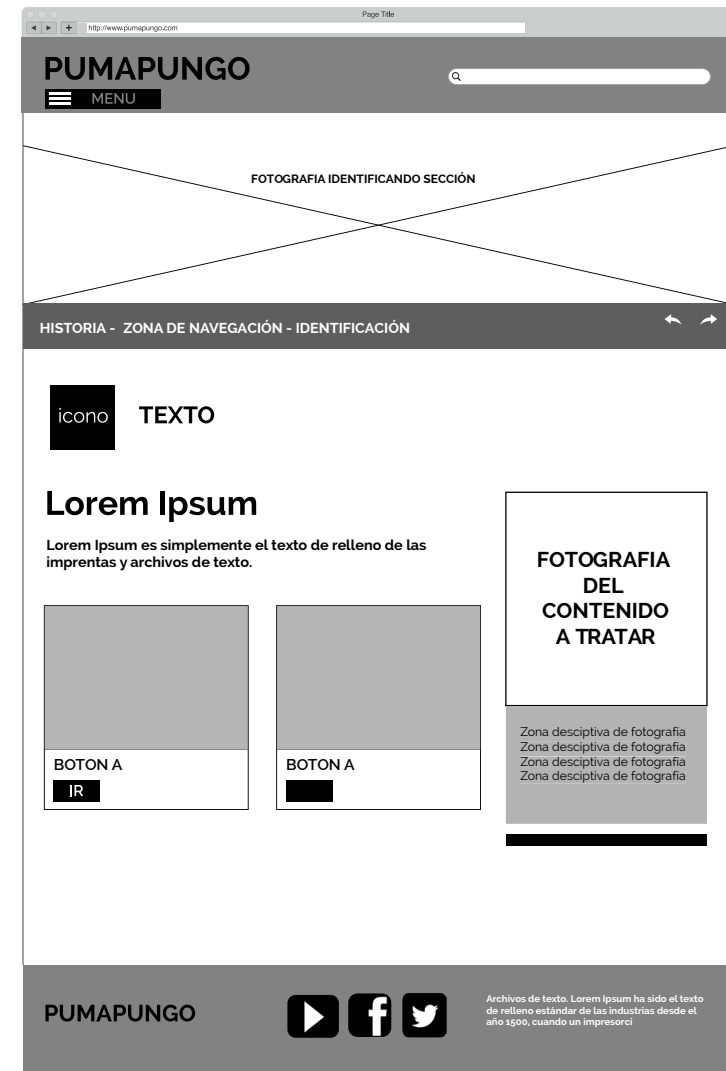 Page Title
http://www.pumapungo.com
PUMAPUNGO
MENU
FOTOGRAFIA IDENTIFICANDO SECCIÓN
HISTORIA - ZONA DE NAVEGACIÓN - IDENTIFICACIÓN
icono
TEXTO
Lorem Ipsum
Lorem Ipsum es simplemente el texto de relleno de las
imprentas y archivos de texto.
BOTON A
IR
BOTON A
FOTOGRAFIA
DEL
CONTENIDO
A TRATAR
Zona desciptiva de fotografía
Zona desciptiva de fotografía
Zona desciptiva de fotografía
Zona desciptiva de fotografía
PUMAPUNGO
Archivos de texto. Lorem Ipsum ha sido el texto
de relleno estándar de las industrias desde el
año 1500, cuando un impresorci